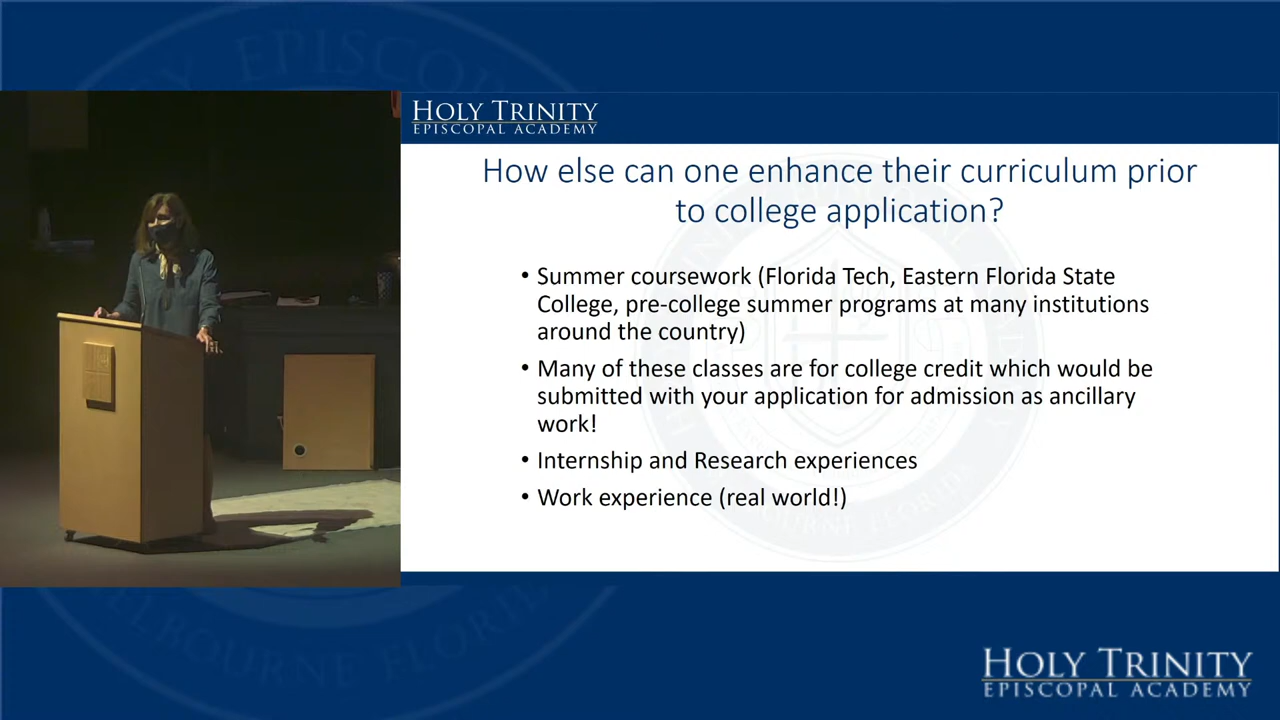 HOLY TRINITY
EPISCOPAL ACADEMY
How else can one enhance their curriculum prior
to college application?
• Summer coursework (Florida Tech, Eastern Florida State
College, pre-college summer programs at many institutions
around the country)
• Many of these classes are for college credit which would be
submitted with your application for admission as ancillary
work!
• Internship and Research experiences
• Work experience (real world!)
HOLY TRINITY
EPISCOPAL ACADEMY